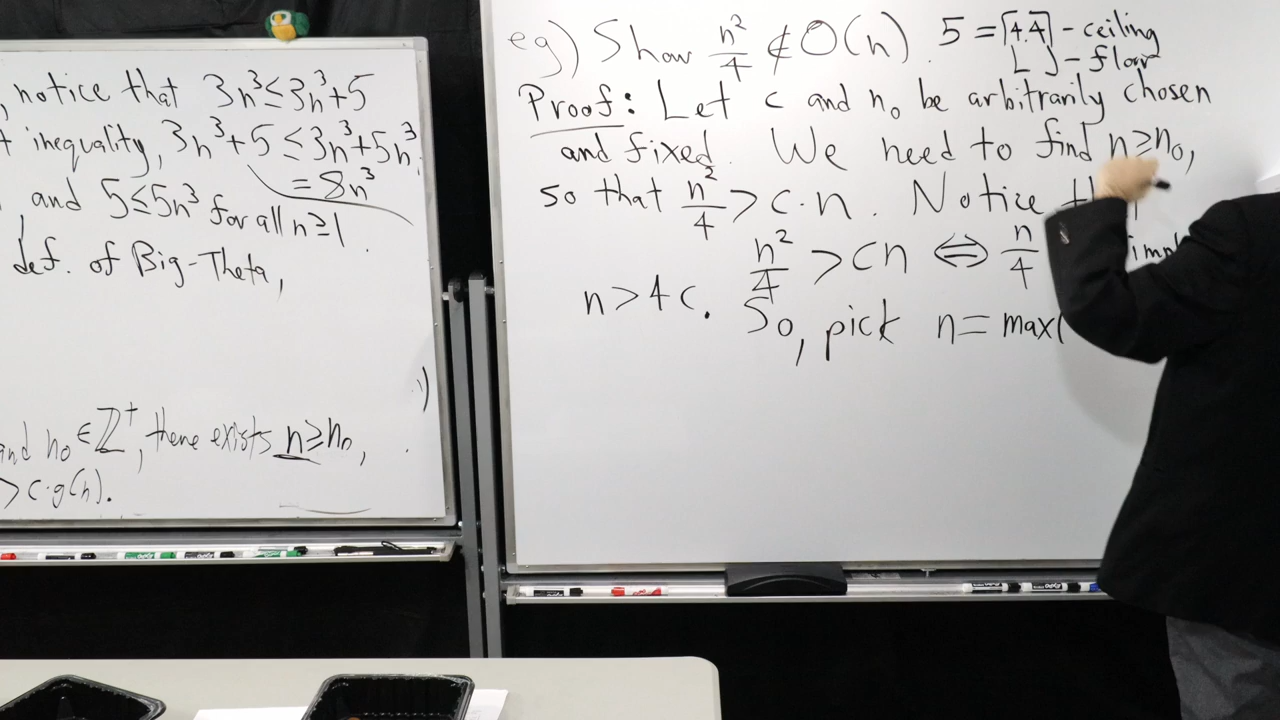 , notice that 3n³ ≤ 3n³+5
inequality, 3n³+5 ≤ 3n³+5n³
= 8n³
and 5≤5n³ for all n≥1.
def. of Big-Theta,
and n₀ ∈ ℤ⁺, there exists n≥n₀,
> c·g(n).
eg) Show n²/4 ∉ O(n). 5 = ⌈4.4⌉ - ceiling
⌊ ⌋ - floor
Proof: Let c and n₀ be arbitrarily chosen
and fixed. We need to find n≥n₀,
so that n²/4 > c·n. Notice
n²/4 > cn ⇔ n/4
n>4c. So, pick n = max(